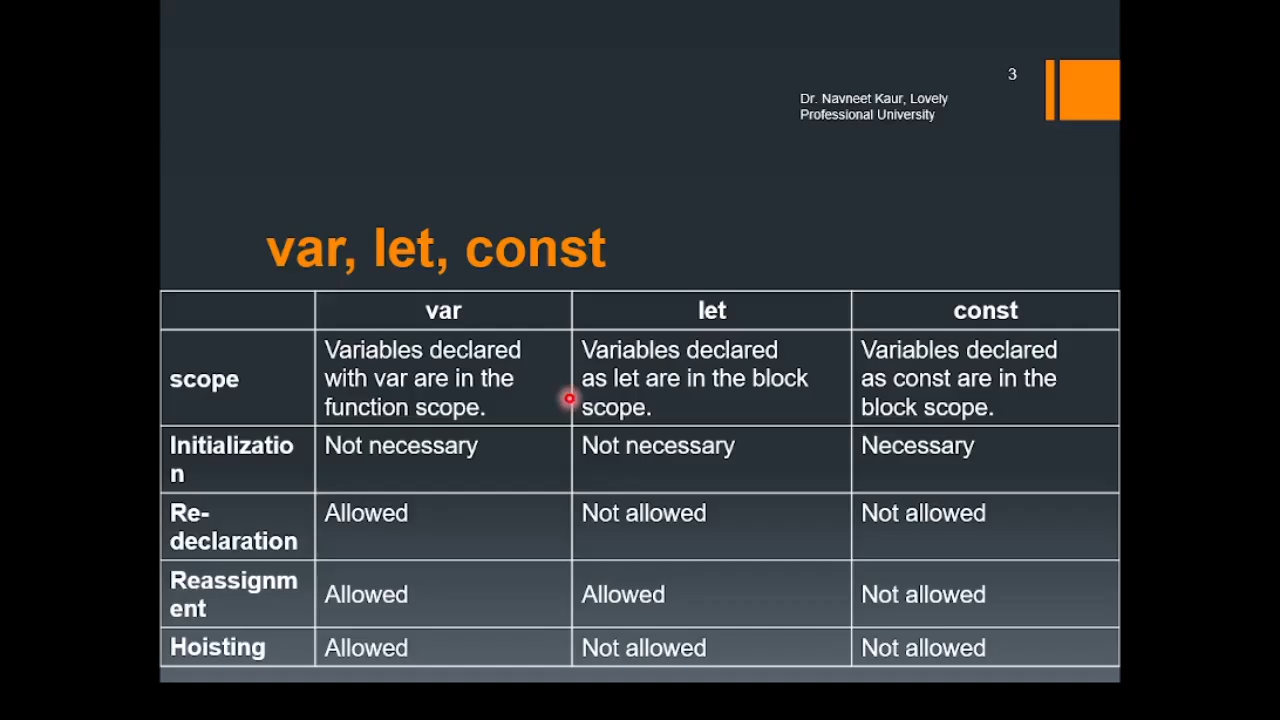 3
Dr. Navneet Kaur, Lovely
Professional University
var, let, const
var
let
const
scope
Variables declared
with var are in the
function scope.
Variables declared
as let are in the block
scope.
Variables declared
as const are in the
block scope.
Initializatio
n
Not necessary
Not necessary
Necessary
Re-
declaration
Allowed
Not allowed
Not allowed
Reassignm
ent
Allowed
Allowed
Not allowed
Hoisting
Allowed
Not allowed
Not allowed